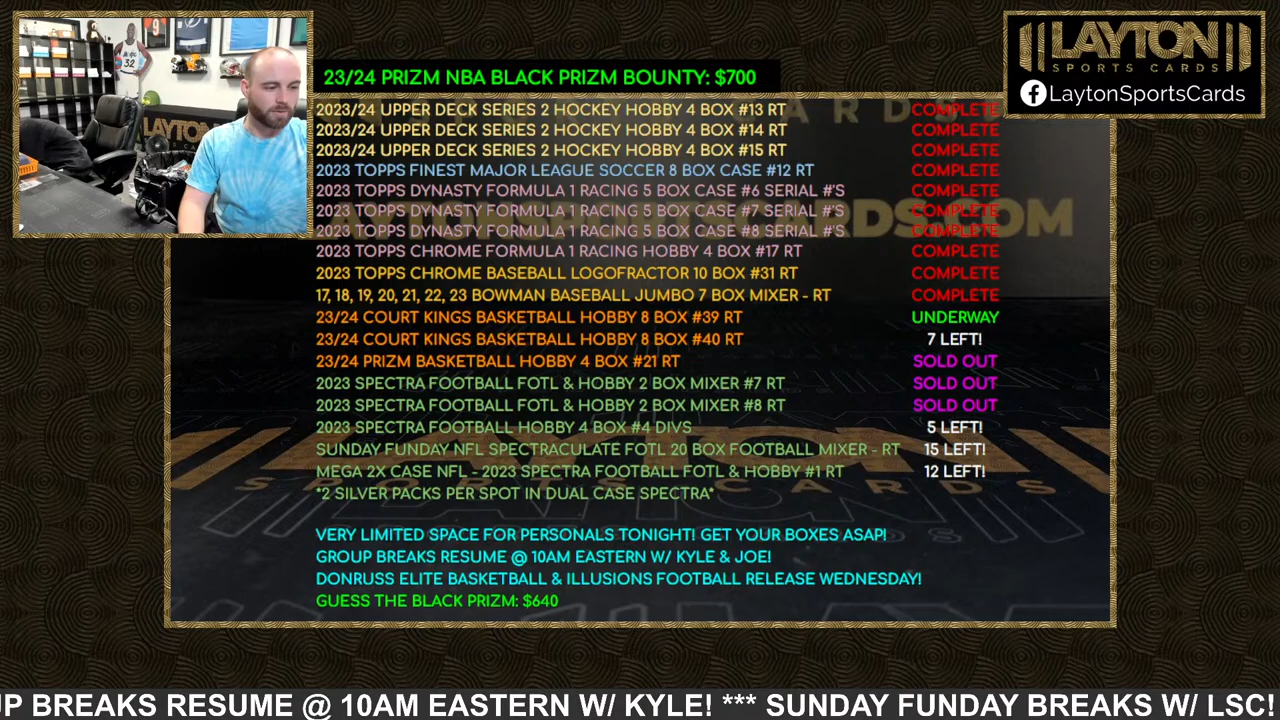 LAYTON
SPORTS CARDS
LaytonSportsCards
23/24 PRIZM NBA BLACK PRIZM BOUNTY: $700
2023/24 UPPER DECK SERIES 2 HOCKEY HOBBY 4 BOX #13 RT COMPLETE
2023/24 UPPER DECK SERIES 2 HOCKEY HOBBY 4 BOX #14 RT COMPLETE
2023/24 UPPER DECK SERIES 2 HOCKEY HOBBY 4 BOX #15 RT COMPLETE
2023 TOPPS FINEST MAJOR LEAGUE SOCCER 8 BOX CASE #12 RT COMPLETE
2023 TOPPS DYNASTY FORMULA 1 RACING 5 BOX CASE #6 SERIAL #'S COMPLETE
2023 TOPPS DYNASTY FORMULA 1 RACING 5 BOX CASE #7 SERIAL #'S COMPLETE
2023 TOPPS DYNASTY FORMULA 1 RACING 5 BOX CASE #8 SERIAL #'S COMPLETE
2023 TOPPS CHROME FORMULA 1 RACING HOBBY 4 BOX #17 RT COMPLETE
2023 TOPPS CHROME BASEBALL LOGOFRACTOR 10 BOX #31 RT COMPLETE
17, 18, 19, 20, 21, 22, 23 BOWMAN BASEBALL JUMBO 7 BOX MIXER - RT COMPLETE
23/24 COURT KINGS BASKETBALL HOBBY 8 BOX #39 RT UNDERWAY
23/24 COURT KINGS BASKETBALL HOBBY 8 BOX #40 RT 7 LEFT!
23/24 PRIZM BASKETBALL HOBBY 4 BOX #21 RT SOLD OUT
2023 SPECTRA FOOTBALL FOTL & HOBBY 2 BOX MIXER #7 RT SOLD OUT
2023 SPECTRA FOOTBALL FOTL & HOBBY 2 BOX MIXER #8 RT SOLD OUT
2023 SPECTRA FOOTBALL HOBBY 4 BOX #4 DIVS 5 LEFT!
SUNDAY FUNDAY NFL SPECTRACULATE FOTL 20 BOX FOOTBALL MIXER - RT 15 LEFT!
MEGA 2X CASE NFL - 2023 SPECTRA FOOTBALL FOTL & HOBBY #1 RT 12 LEFT!
*2 SILVER PACKS PER SPOT IN DUAL CASE SPECTRA*
VERY LIMITED SPACE FOR PERSONALS TONIGHT! GET YOUR BOXES ASAP!
GROUP BREAKS RESUME @ 10AM EASTERN W/ KYLE & JOE!
DONRUSS ELITE BASKETBALL & ILLUSIONS FOOTBALL RELEASE WEDNESDAY!
GUESS THE BLACK PRIZM: $640
UP BREAKS RESUME @ 10AM EASTERN W/ KYLE! *** SUNDAY FUNDAY BREAKS W/ LSC!